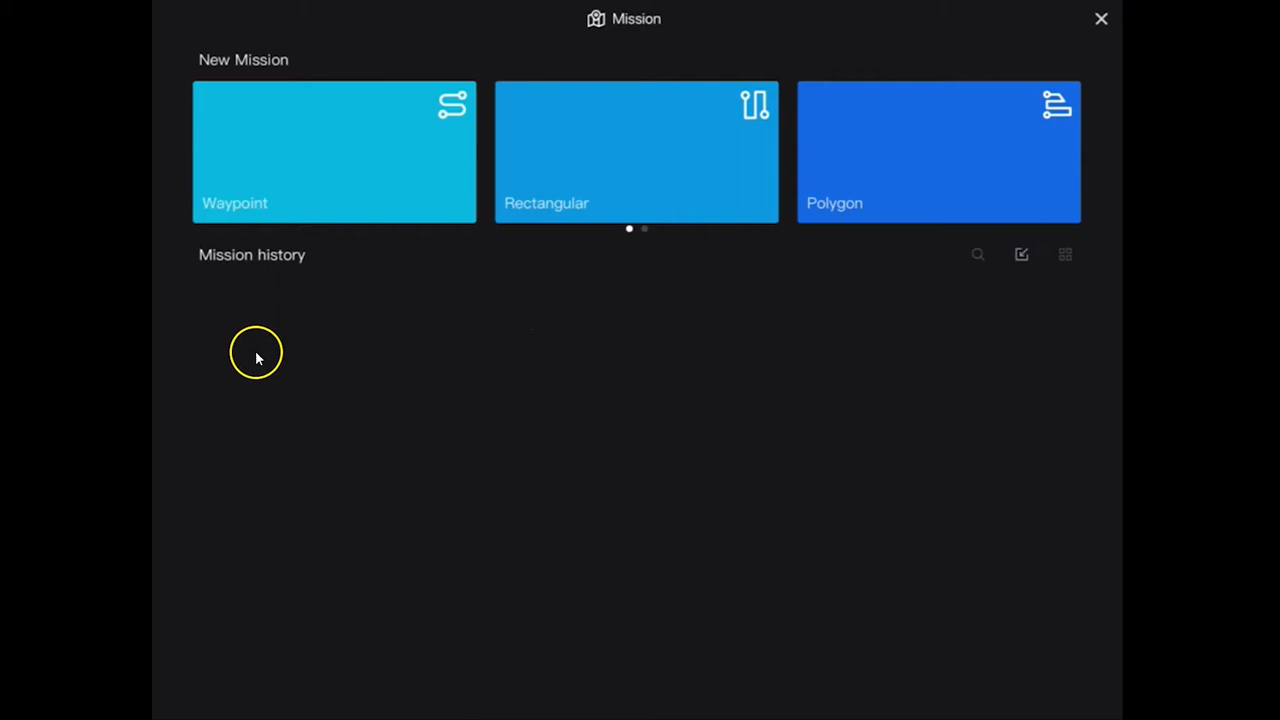 Mission
New Mission
Waypoint
Rectangular
Polygon
Mission history